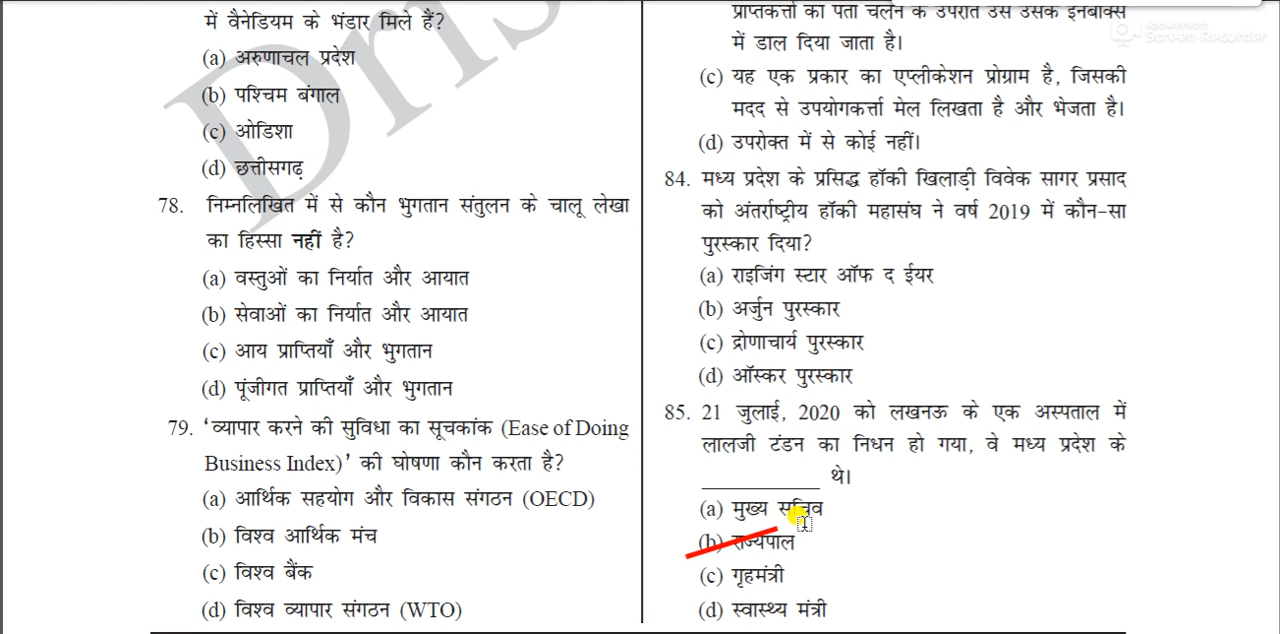 में वैनेडियम के भंडार मिले हैं?
(a) अरुणाचल प्रदेश
(b) पश्चिम बंगाल
(c) ओडिशा
(d) छत्तीसगढ़
78. निम्नलिखित में से कौन भुगतान संतुलन के चालू लेखा
का हिस्सा नहीं है?
(a) वस्तुओं का निर्यात और आयात
(b) सेवाओं का निर्यात और आयात
(c) आय प्राप्तियाँ और भुगतान
(d) पूंजीगत प्राप्तियाँ और भुगतान
79. ‘व्यापार करने की सुविधा का सूचकांक (Ease of Doing
Business Index)’ की घोषणा कौन करता है?
(a) आर्थिक सहयोग और विकास संगठन (OECD)
(b) विश्व आर्थिक मंच
(c) विश्व बैंक
(d) विश्व व्यापार संगठन (WTO)
प्राप्तकर्त्ता का पता चलने के उपरांत उसे उसके इनबॉक्स
में डाल दिया जाता है।
(c) यह एक प्रकार का एप्लीकेशन प्रोग्राम है, जिसकी
मदद से उपयोगकर्त्ता मेल लिखता है और भेजता है।
(d) उपरोक्त में से कोई नहीं।
84. मध्य प्रदेश के प्रसिद्ध हॉकी खिलाड़ी विवेक सागर प्रसाद
को अंतर्राष्ट्रीय हॉकी महासंघ ने वर्ष 2019 में कौन-सा
पुरस्कार दिया?
(a) राइजिंग स्टार ऑफ द ईयर
(b) अर्जुन पुरस्कार
(c) द्रोणाचार्य पुरस्कार
(d) ऑस्कर पुरस्कार
85. 21 जुलाई, 2020 को लखनऊ के एक अस्पताल में
लालजी टंडन का निधन हो गया, वे मध्य प्रदेश के
____________ थे।
(a) मुख्य सचिव
(b) राज्यपाल
(c) गृहमंत्री
(d) स्वास्थ्य मंत्री
Apowersoft
Screen Recorder